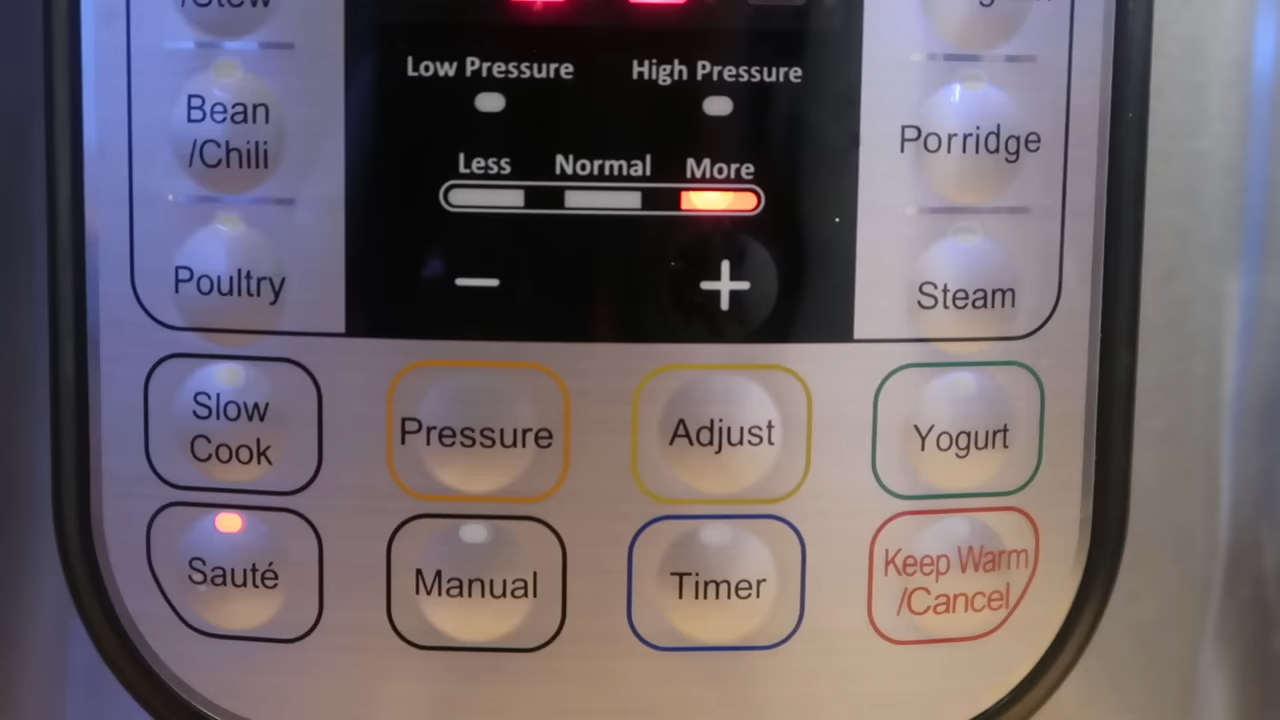 /Stew
Low Pressure
High Pressure
Bean
/Chili
Porridge
Less
Normal
More
Poultry
−
+
Steam
Slow
Cook
Pressure
Adjust
Yogurt
Sauté
Manual
Timer
Keep Warm
/Cancel